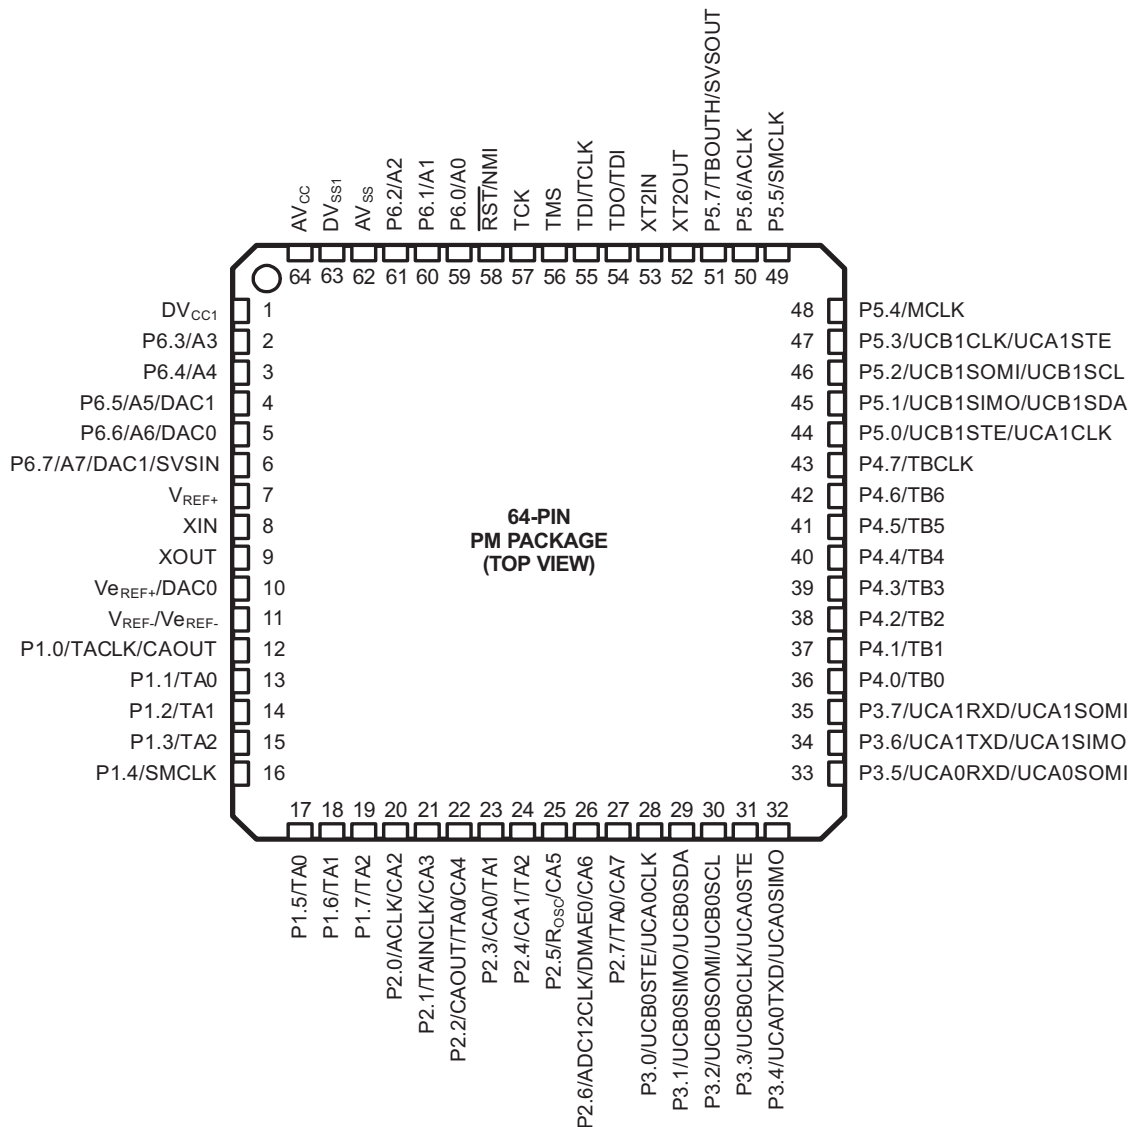 AVCC
DVSS1
AVSS
P6.2/A2
P6.1/A1
P6.0/A0
RST/NMI
TCK
TMS
TDI/TCLK
TDO/TDI
XT2IN
XT2OUT
P5.7/TBOUTH/SVSOUT
P5.6/ACLK
P5.5/SMCLK
64 63 62 61 60 59 58 57 56 55 54 53 52 51 50 49
DVCC1 1
P6.3/A3 2
P6.4/A4 3
P6.5/A5/DAC1 4
P6.6/A6/DAC0 5
P6.7/A7/DAC1/SVSIN 6
VREF+ 7
XIN 8
XOUT 9
VeREF+/DAC0 10
VREF-/VeREF- 11
P1.0/TACLK/CAOUT 12
P1.1/TA0 13
P1.2/TA1 14
P1.3/TA2 15
P1.4/SMCLK 16
64-PIN
PM PACKAGE
(TOP VIEW)
48 P5.4/MCLK
47 P5.3/UCB1CLK/UCA1STE
46 P5.2/UCB1SOMI/UCB1SCL
45 P5.1/UCB1SIMO/UCB1SDA
44 P5.0/UCB1STE/UCA1CLK
43 P4.7/TBCLK
42 P4.6/TB6
41 P4.5/TB5
40 P4.4/TB4
39 P4.3/TB3
38 P4.2/TB2
37 P4.1/TB1
36 P4.0/TB0
35 P3.7/UCA1RXD/UCA1SOMI
34 P3.6/UCA1TXD/UCA1SIMO
33 P3.5/UCA0RXD/UCA0SOMI
17 18 19 20 21 22 23 24 25 26 27 28 29 30 31 32
P1.5/TA0
P1.6/TA1
P1.7/TA2
P2.0/ACLK/CA2
P2.1/TAINCLK/CA3
P2.2/CAOUT/TA0/CA4
P2.3/CA0/TA1
P2.4/CA1/TA2
P2.5/ROSC/CA5
P2.6/ADC12CLK/DMAE0/CA6
P2.7/TA0/CA7
P3.0/UCB0STE/UCA0CLK
P3.1/UCB0SIMO/UCB0SDA
P3.2/UCB0SOMI/UCB0SCL
P3.3/UCB0CLK/UCA0STE
P3.4/UCA0TXD/UCA0SIMO